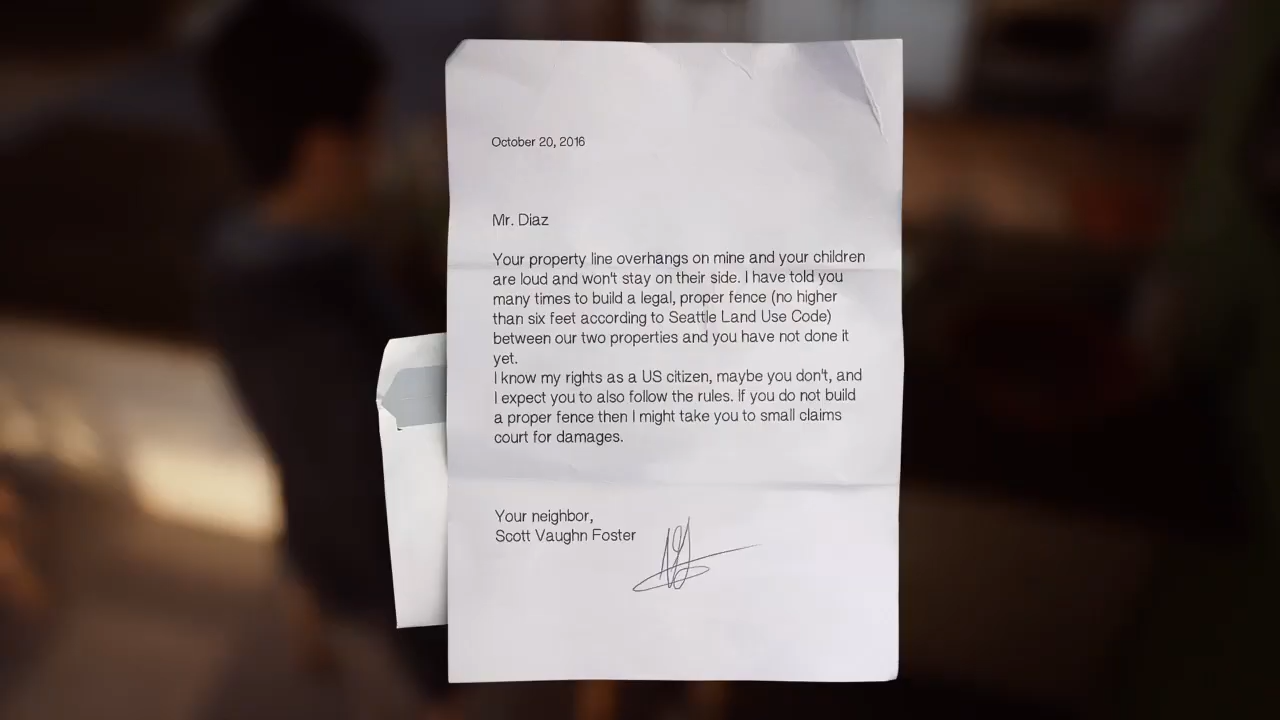 October 20, 2016
Mr. Diaz
Your property line overhangs on mine and your children
are loud and won't stay on their side. I have told you
many times to build a legal, proper fence (no higher
than six feet according to Seattle Land Use Code)
between our two properties and you have not done it
yet.
I know my rights as a US citizen, maybe you don't, and
I expect you to also follow the rules. If you do not build
a proper fence then I might take you to small claims
court for damages.
Your neighbor,
Scott Vaughn Foster